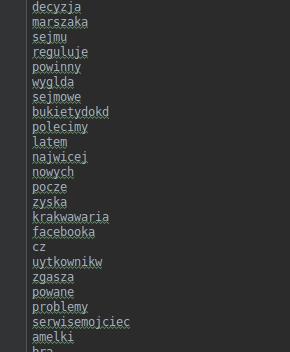 decyzja
marszaka
sejmu
reguluje
powinny
wyglda
sejmowe
bukietydokd
polecimy
latem
najwicej
nowych
pocze
zyska
krakwawaria
facebooka
cz
uytkownikw
zgasza
powane
problemy
serwisemojciec
amelki